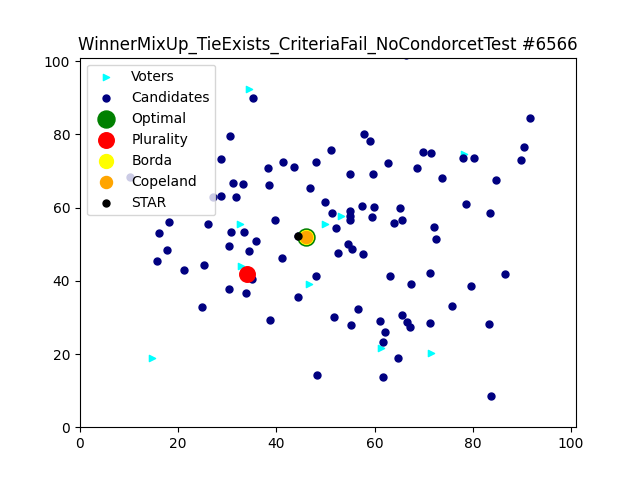 WinnerMixUp_TieExists_CriteriaFail_NoCondorcetTest #6566
100
80
60
40
20
0
Voters
Candidates
Optimal
Plurality
Borda
Copeland
STAR
0 20 40 60 80 100